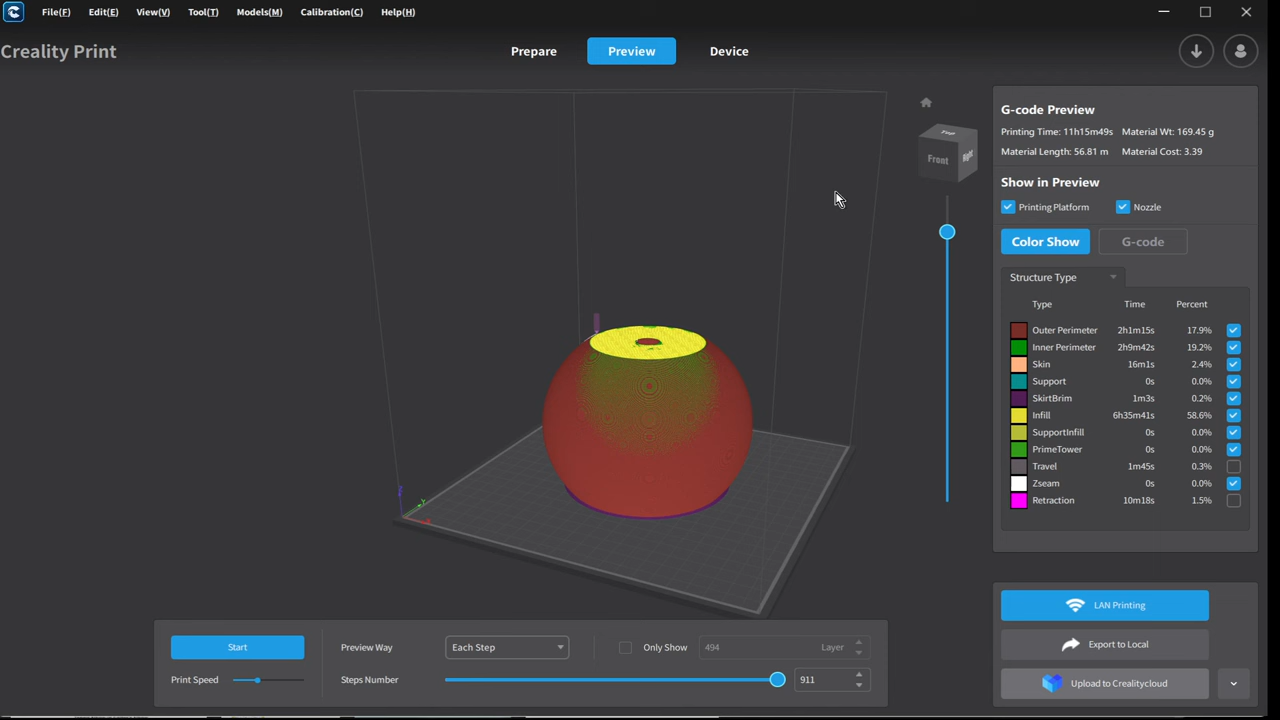 File(F) Edit(E) View(V) Tool(T) Models(M) Calibration(C) Help(H)
Creality Print
Prepare Preview Device
Top
Front
Right
G-code Preview
Printing Time: 11h15m49s Material Wt: 169.45 g
Material Length: 56.81 m Material Cost: 3.39
Show in Preview
Printing Platform Nozzle
Color Show G-code
Structure Type
Type Time Percent
Outer Perimeter 2h1m15s 17.9%
Inner Perimeter 2h9m42s 19.2%
Skin 16m1s 2.4%
Support 0s 0.0%
SkirtBrim 1m3s 0.2%
Infill 6h35m41s 58.6%
SupportInfill 0s 0.0%
PrimeTower 0s 0.0%
Travel 1m45s 0.3%
Zseam 0s 0.0%
Retraction 10m18s 1.5%
Z
Y
X
LAN Printing
Export to Local
Upload to Crealitycloud
Start Preview Way Each Step Only Show 494 Layer
Print Speed Steps Number 911